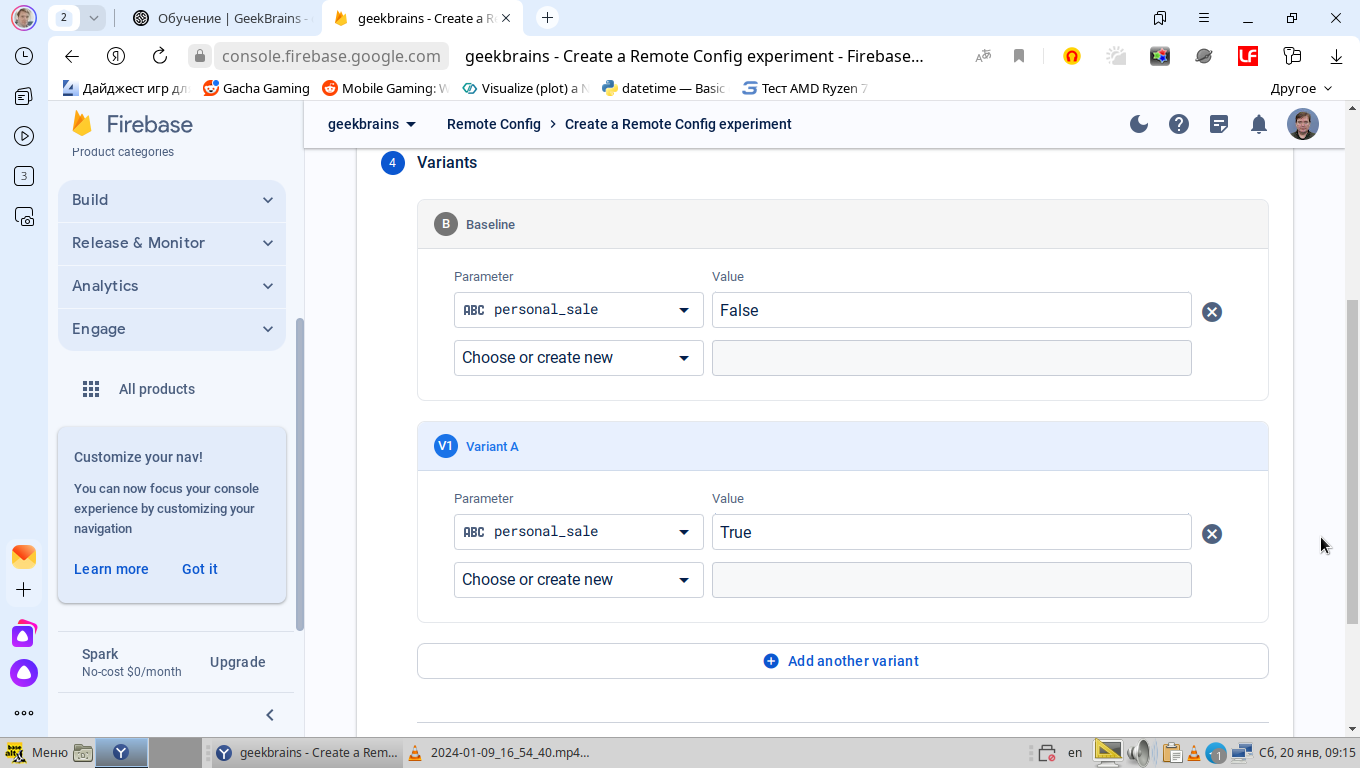 2
Обучение | GeekBrains -
geekbrains - Create a R
console.firebase.google.com
geekbrains - Create a Remote Config experiment - Firebase...
Дайджест игр дл
Gacha Gaming
Mobile Gaming: W
Visualize (plot) a N
datetime — Basic
Тест AMD Ryzen 7
Другое
LF
3
Firebase
Product categories
Build
Release & Monitor
Analytics
Engage
All products
Customize your nav!
You can now focus your console
experience by customizing your
navigation
Learn more Got it
Spark
No-cost $0/month
Upgrade
geekbrains
Remote Config > Create a Remote Config experiment
4 Variants
B Baseline
Parameter Value
ABC personal_sale False
Choose or create new
V1 Variant A
Parameter Value
ABC personal_sale True
Choose or create new
Add another variant
Меню
geekbrains - Create a Rem...
2024-01-09_16_54_40.mp4...
en
1
Сб, 20 янв, 09:15